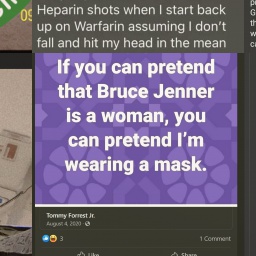 Heparin shots when I start back
up on Warfarin assuming I don't
fall and hit my head in the mean
If you can pretend
that Bruce Jenner
is a woman, you
can pretend I'm
wearing a mask.
Tommy Forrest Jr.
August 4, 2020
3
1 Comment
Like
Share